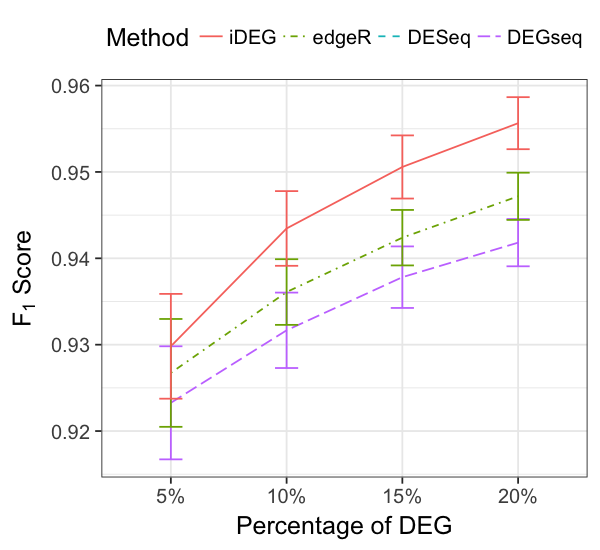 Method iDEG edgeR DESeq DEGseq
0.96
0.95
0.94
0.93
0.92
F1 Score
5% 10% 15% 20%
Percentage of DEG